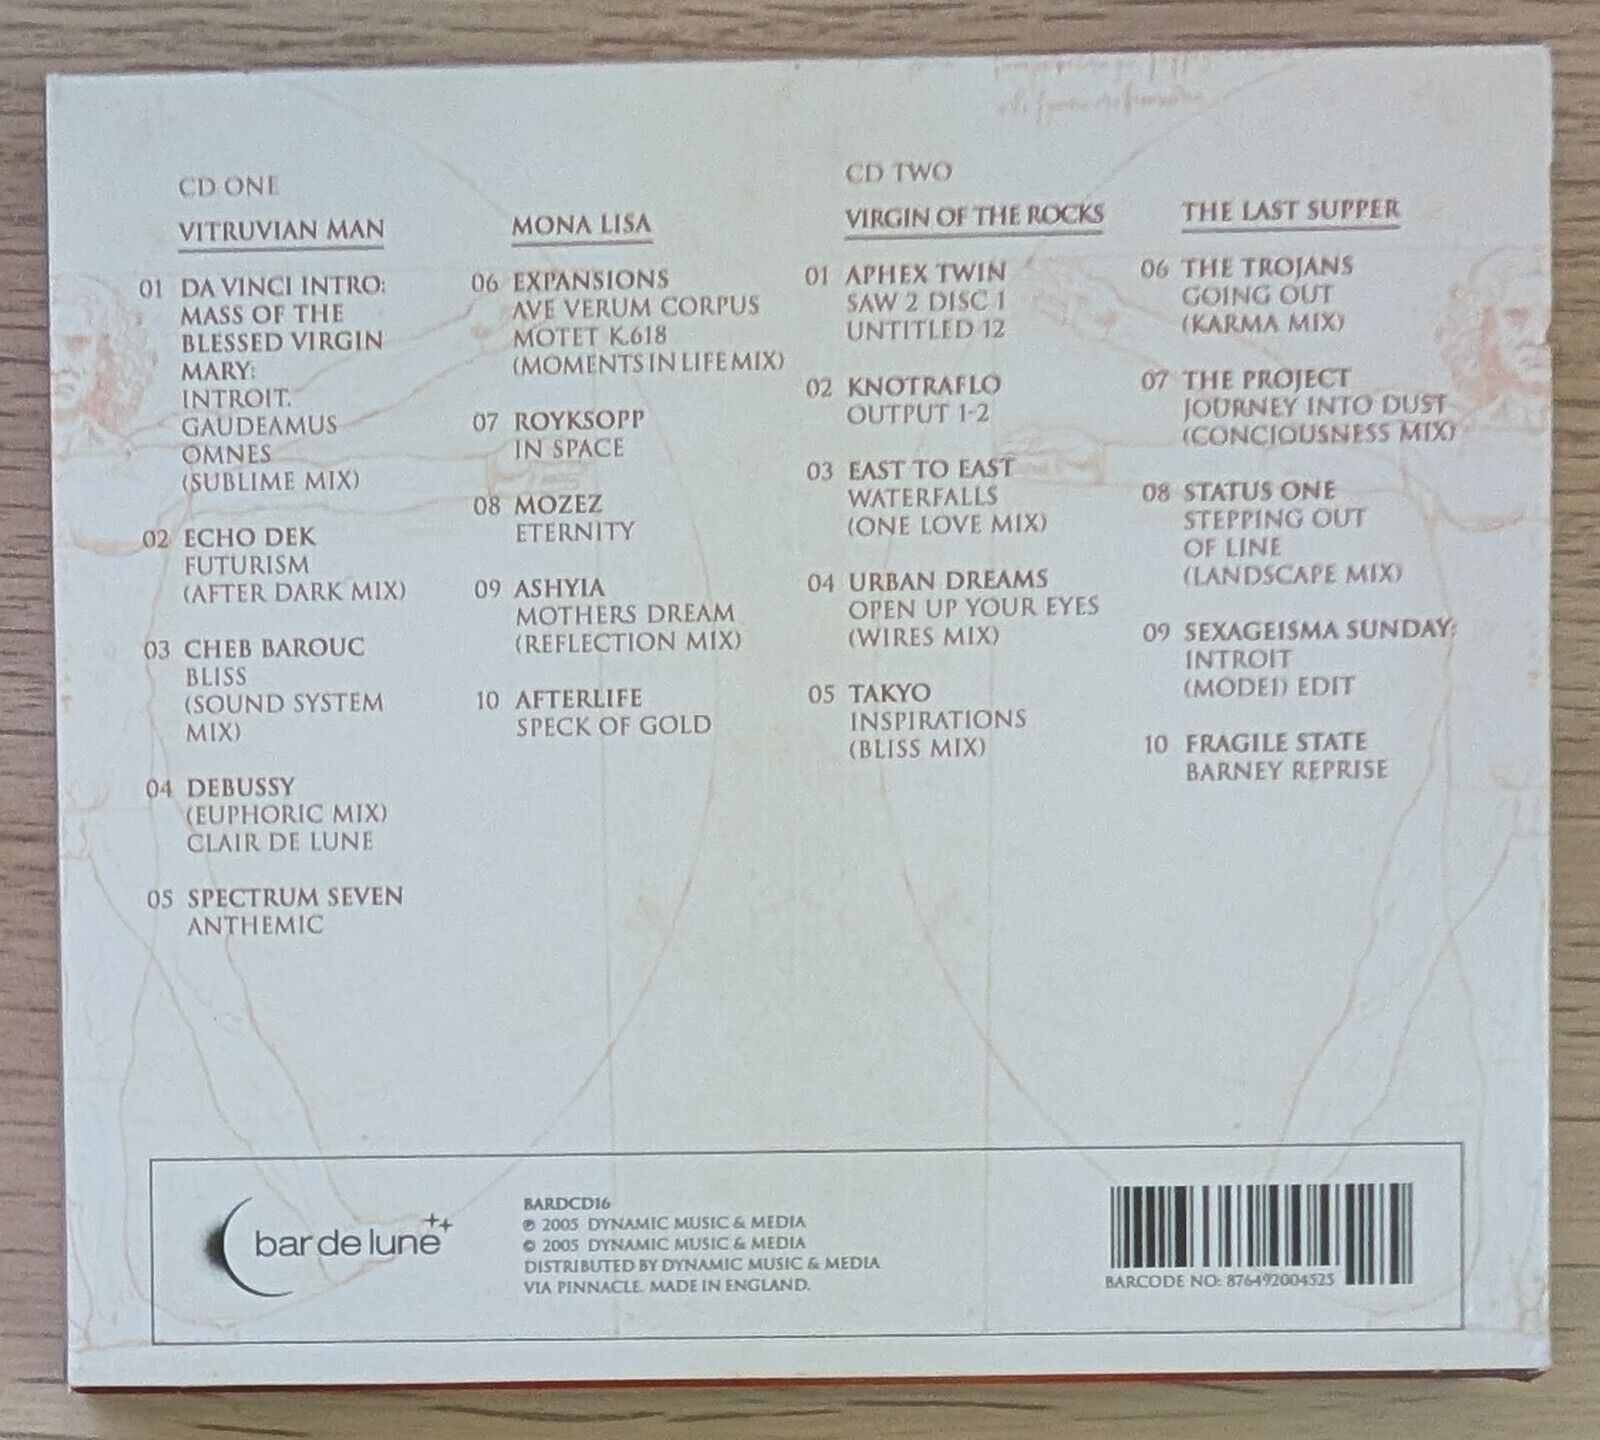 CD ONE
VITRUVIAN MAN
01 DA VINCI INTRO:
MASS OF THE
BLESSED VIRGIN
MARY:
INTROIT.
GAUDEAMUS
OMNES
(SUBLIME MIX)
02 ECHO DEK
FUTURISM
(AFTER DARK MIX)
03 CHEB BAROUC
BLISS
(SOUND SYSTEM
MIX)
04 DEBUSSY
(EUPHORIC MIX)
CLAIR DE LUNE
05 SPECTRUM SEVEN
ANTHEMIC
MONA LISA
06 EXPANSIONS
AVE VERUM CORPUS
MOTET K.618
(MOMENTS IN LIFE MIX)
07 ROYKSOPP
IN SPACE
08 MOZEZ
ETERNITY
09 ASHYIA
MOTHERS DREAM
(REFLECTION MIX)
10 AFTERLIFE
SPECK OF GOLD
CD TWO
VIRGIN OF THE ROCKS
01 APHEX TWIN
SAW 2 DISC 1
UNTITLED 12
02 KNOTRAFLO
OUTPUT 1-2
03 EAST TO EAST
WATERFALLS
(ONE LOVE MIX)
04 URBAN DREAMS
OPEN UP YOUR EYES
(WIRES MIX)
05 TAKYO
INSPIRATIONS
(BLISS MIX)
THE LAST SUPPER
06 THE TROJANS
GOING OUT
(KARMA MIX)
07 THE PROJECT
JOURNEY INTO DUST
(CONCIOUSNESS MIX)
08 STATUS ONE
STEPPING OUT
OF LINE
(LANDSCAPE MIX)
09 SEXAGEISMA SUNDAY:
INTROIT
(MODE1) EDIT
10 FRAGILE STATE
BARNEY REPRISE
bar de lune
BARDCD16
℗ 2005 DYNAMIC MUSIC & MEDIA
© 2005 DYNAMIC MUSIC & MEDIA
DISTRIBUTED BY DYNAMIC MUSIC & MEDIA
VIA PINNACLE. MADE IN ENGLAND.
BARCODE NO: 876492004525